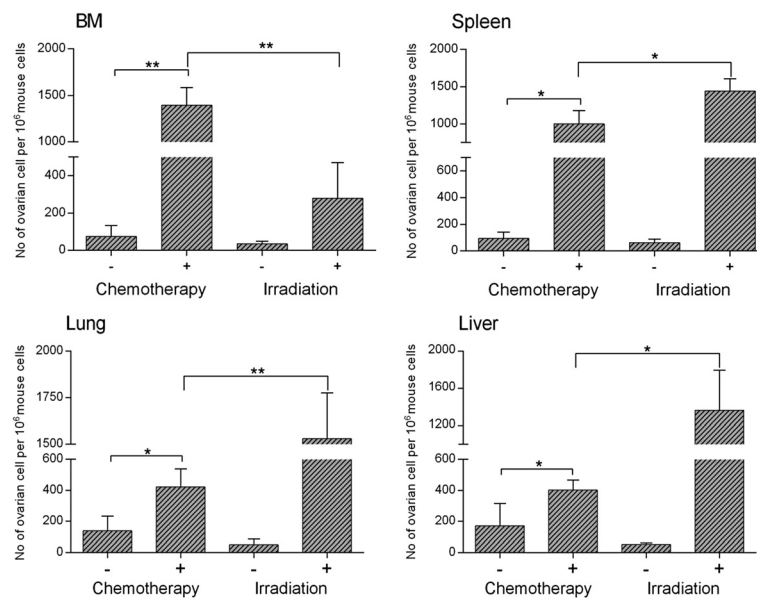 BM
No of ovarian cell per 10⁶ mouse cells
2000
1500
1000
400
200
0
**
**
- + - +
Chemotherapy Irradiation
Spleen
No of ovarian cell per 10⁶ mouse cells
2000
1500
1000
600
400
200
0
*
*
- + - +
Chemotherapy Irradiation
Lung
No of ovarian cell per 10⁶ mouse cells
2000
1750
1500
600
400
200
0
*
**
- + - +
Chemotherapy Irradiation
Liver
No of ovarian cell per 10⁶ mouse cells
2000
1600
1200
600
400
200
0
*
*
- + - +
Chemotherapy Irradiation